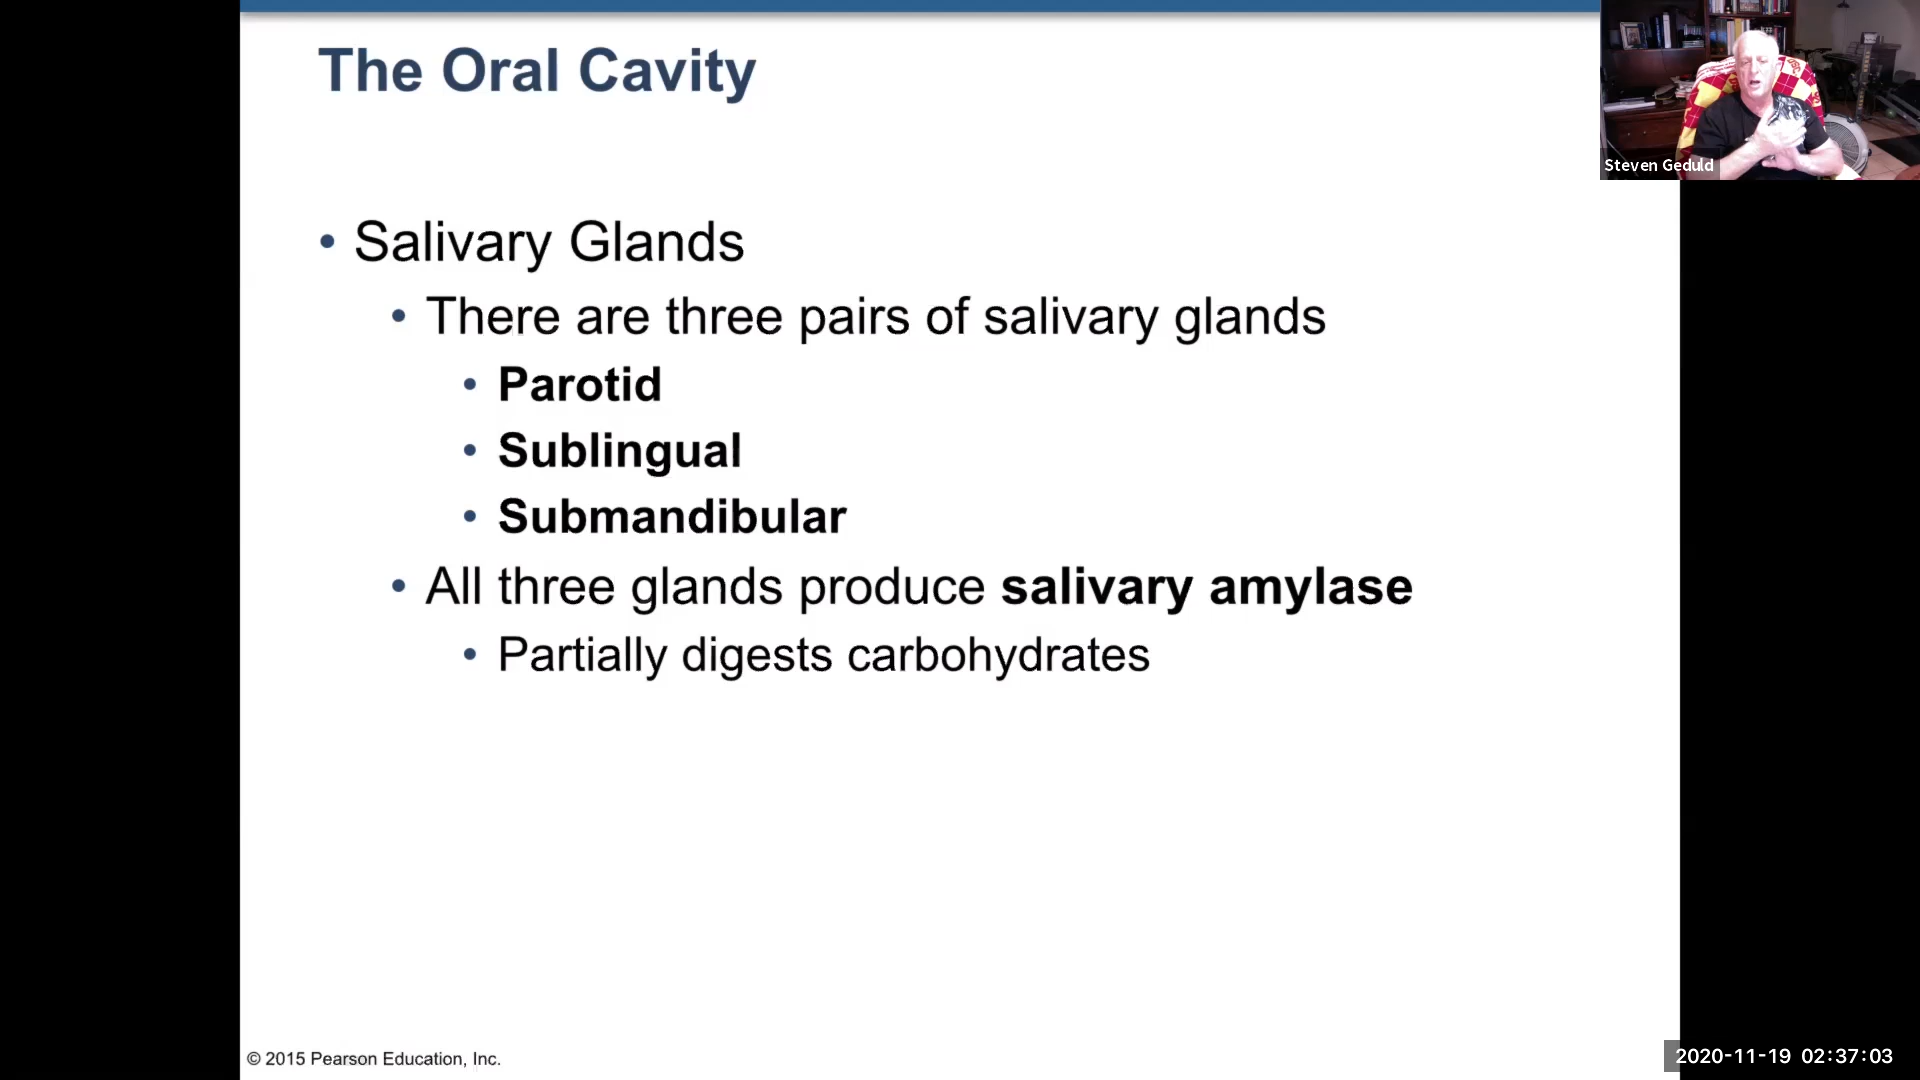 The Oral Cavity
Steven Geduld
• Salivary Glands
• There are three pairs of salivary glands
• Parotid
• Sublingual
• Submandibular
• All three glands produce salivary amylase
• Partially digests carbohydrates
© 2015 Pearson Education, Inc.
2020-11-19 02:37:03